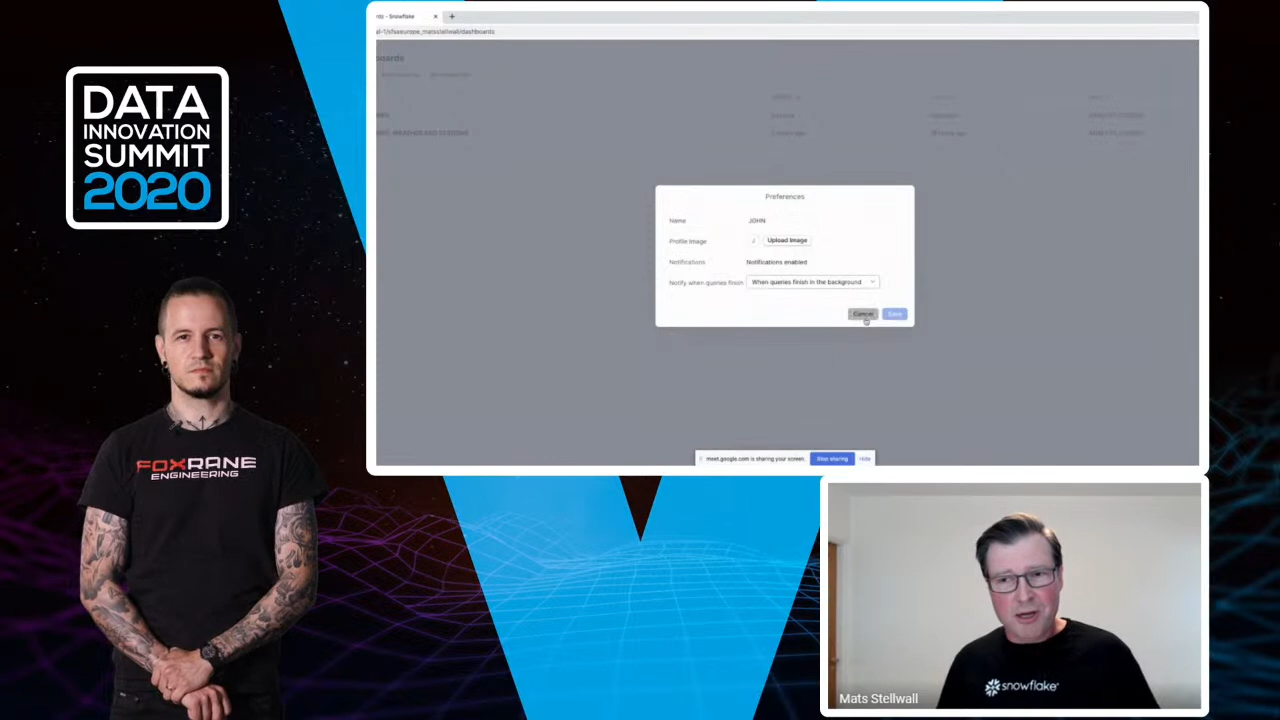 DATA
INNOVATION
SUMMIT
2020
FOXRANE
ENGINEERING
- Snowflake
dashboards
Preferences
Name
JOHN
Profile Image
J
Upload Image
Notifications
Notifications enabled
Notify when queries finish
When queries finish in the background
Cancel
Save
meet.google.com is sharing your screen.
Stop sharing
Hide
snowflake
Mats Stellwall